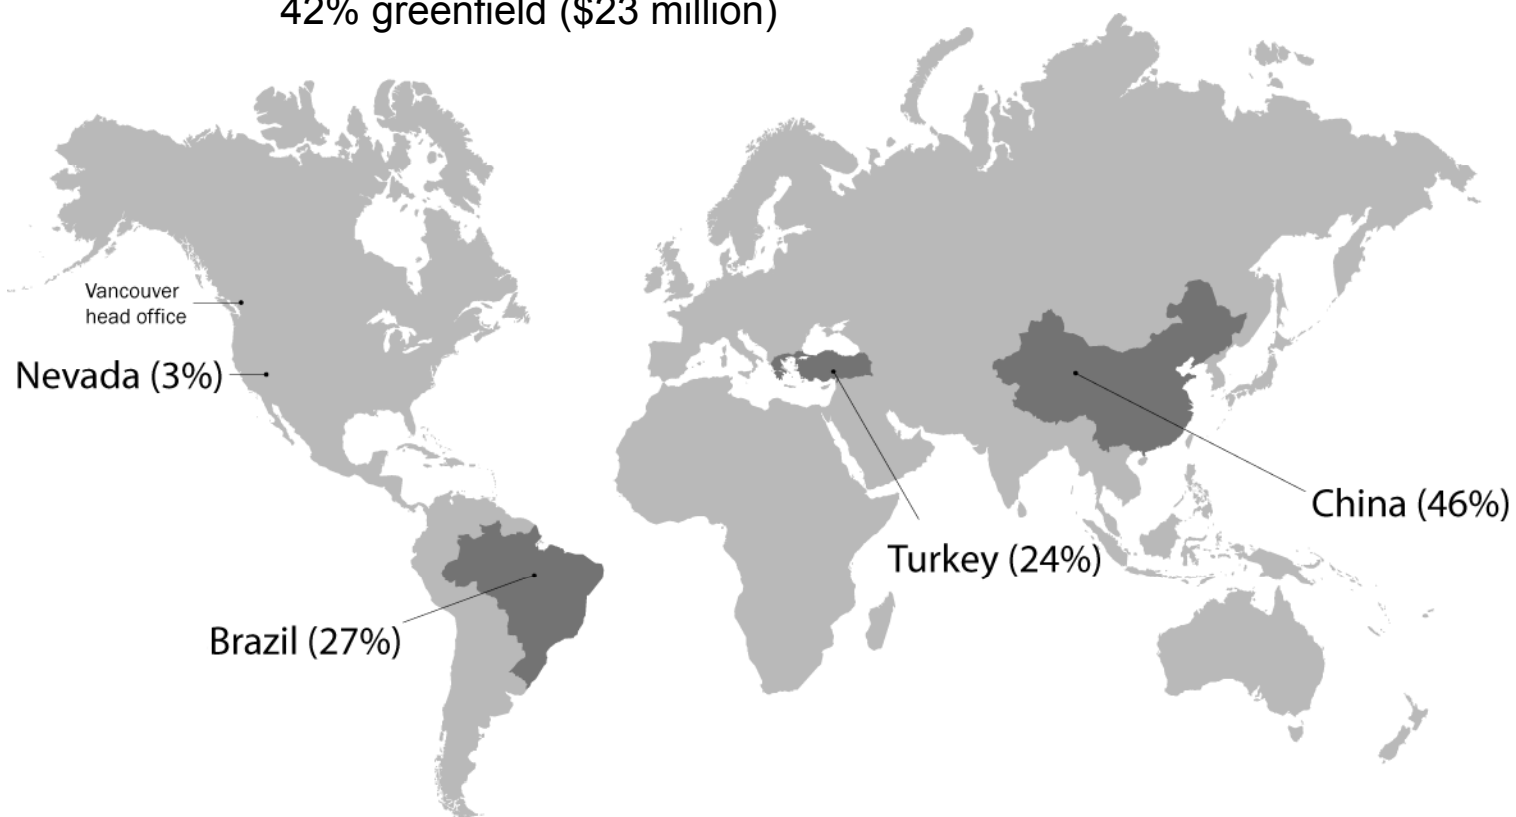 42% greenfield ($23 million)
Vancouver
head office
Nevada (3%)
China (46%)
Turkey (24%)
Brazil (27%)